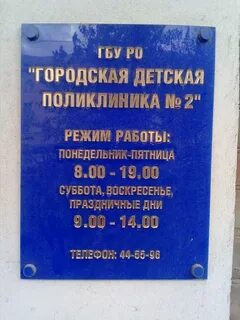 ГБУ РО
"ГОРОДСКАЯ ДЕТСКАЯ
ПОЛИКЛИНИКА № 2"
РЕЖИМ РАБОТЫ:
ПОНЕДЕЛЬНИК-ПЯТНИЦА
8.00 - 19.00
СУББОТА, ВОСКРЕСЕНЬЕ,
ПРАЗДНИЧНЫЕ ДНИ
9.00 - 14.00
ТЕЛЕФОН: 44-55-96